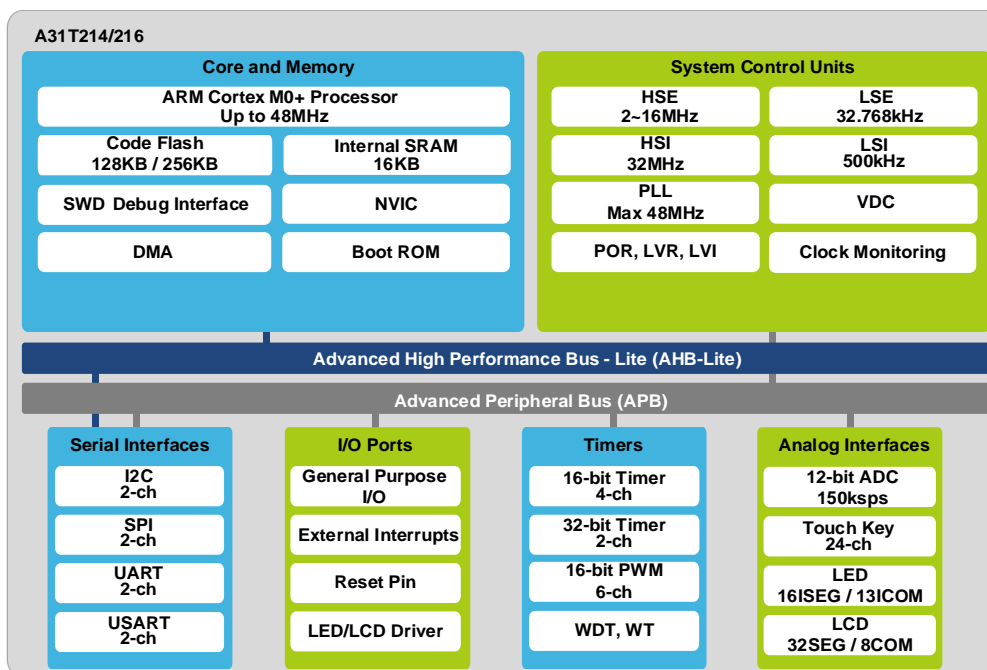 A31T214/216
Core and Memory
ARM Cortex M0+ Processor
Up to 48MHz
Code Flash
128KB / 256KB
Internal SRAM
16KB
SWD Debug Interface
NVIC
DMA
Boot ROM
System Control Units
HSE
2~16MHz
LSE
32.768kHz
HSI
32MHz
LSI
500kHz
PLL
Max 48MHz
VDC
POR, LVR, LVI
Clock Monitoring
Advanced High Performance Bus - Lite (AHB-Lite)
Advanced Peripheral Bus (APB)
Serial Interfaces
I2C
2-ch
SPI
2-ch
UART
2-ch
USART
2-ch
I/O Ports
General Purpose
I/O
External Interrupts
Reset Pin
LED/LCD Driver
Timers
16-bit Timer
4-ch
32-bit Timer
2-ch
16-bit PWM
6-ch
WDT, WT
Analog Interfaces
12-bit ADC
150ksps
Touch Key
24-ch
LED
16ISEG / 13ICOM
LCD
32SEG / 8COM